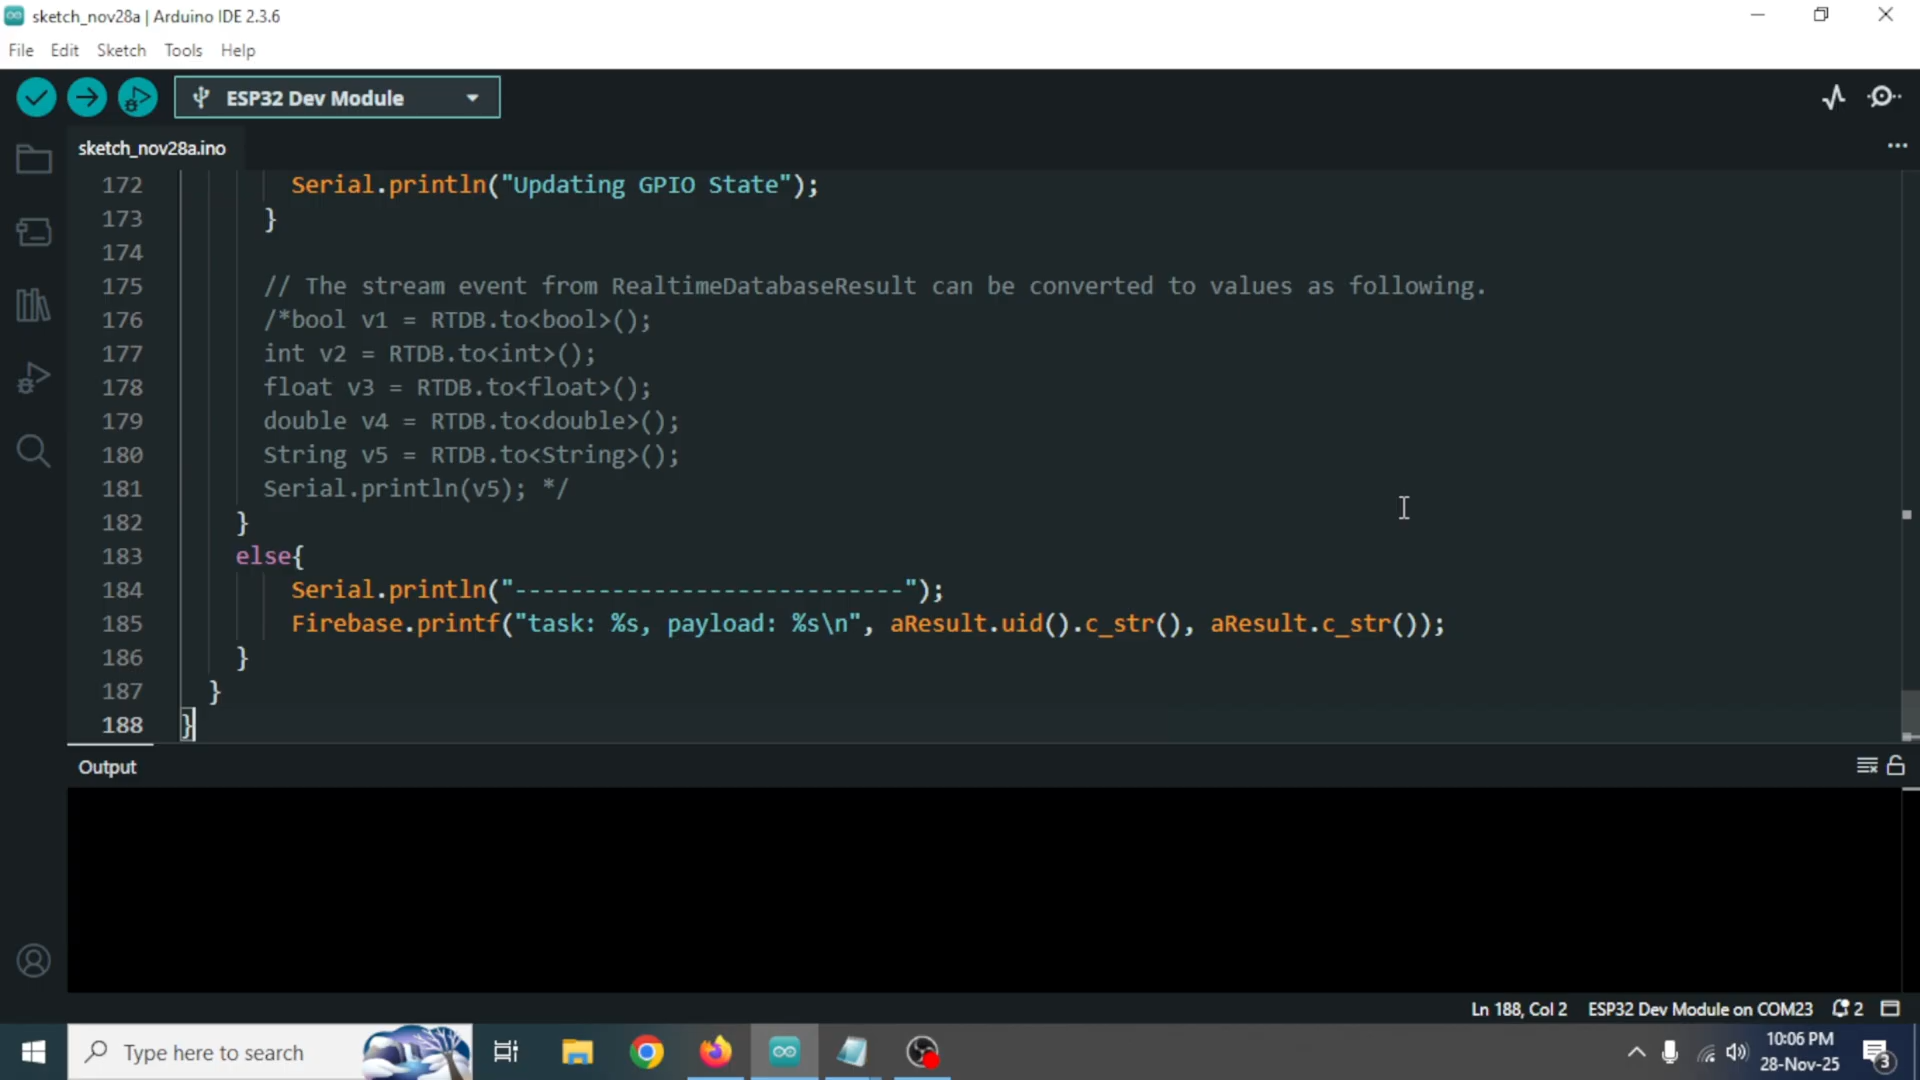 sketch_nov28a | Arduino IDE 2.3.6
File Edit Sketch Tools Help
ESP32 Dev Module
sketch_nov28a.ino
172 Serial.println("Updating GPIO State");
173 }
174
175 // The stream event from RealtimeDatabaseResult can be converted to values as following.
176 /*bool v1 = RTDB.to<bool>();
177 int v2 = RTDB.to<int>();
178 float v3 = RTDB.to<float>();
179 double v4 = RTDB.to<double>();
180 String v5 = RTDB.to<String>();
181 Serial.println(v5); */
182 }
183 else{
184 Serial.println("----------------------------");
185 Firebase.printf("task: %s, payload: %s\n", aResult.uid().c_str(), aResult.c_str());
186 }
187 }
188 }
Output
Ln 188, Col 2 ESP32 Dev Module on COM23 2
Type here to search
10:06 PM
28-Nov-25
3